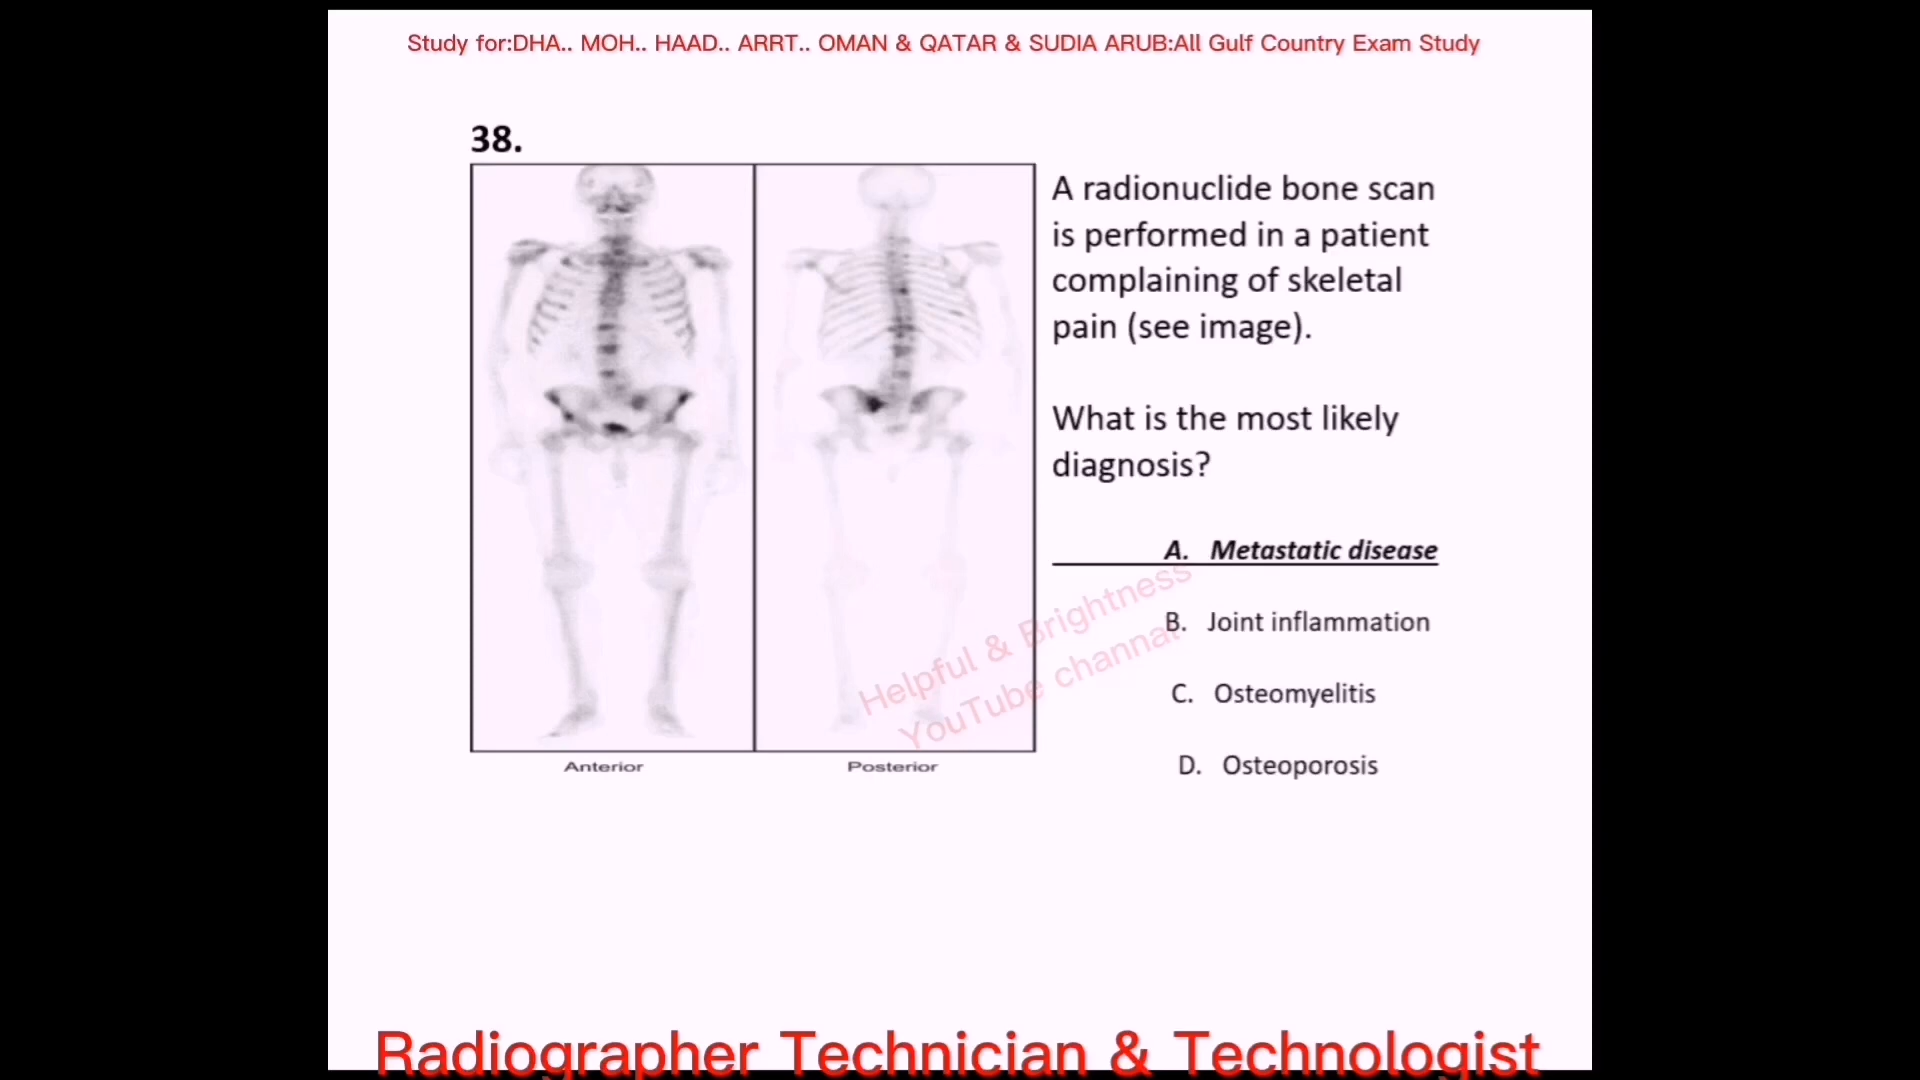 Study for:DHA.. MOH.. HAAD.. ARRT.. OMAN & QATAR & SUDIA ARUB:All Gulf Country Exam Study
38.
A radionuclide bone scan
is performed in a patient
complaining of skeletal
pain (see image).
What is the most likely
diagnosis?
A. Metastatic disease
B. Joint inflammation
C. Osteomyelitis
D. Osteoporosis
Helpful & Brightness
YouTube channal
Anterior
Posterior
Radiographer Technician & Technologist